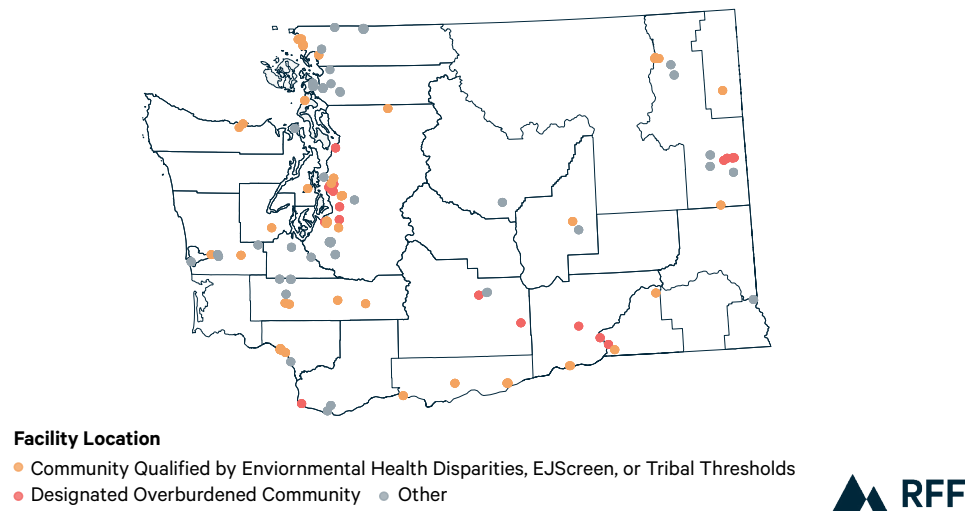 Facility Location
Community Qualified by Enviornmental Health Disparities, EJScreen, or Tribal Thresholds
Designated Overburdened Community
Other
RFF